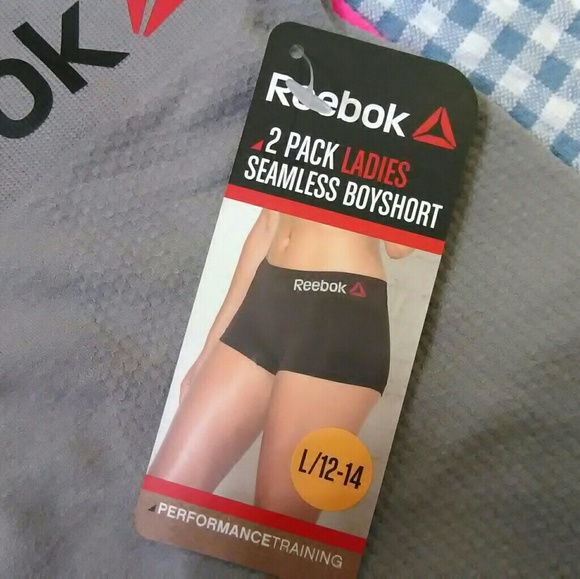 ok
Reebok
2 PACK LADIES
SEAMLESS BOYSHORT
Reebok
L/12-14
PERFORMANCETRAINING